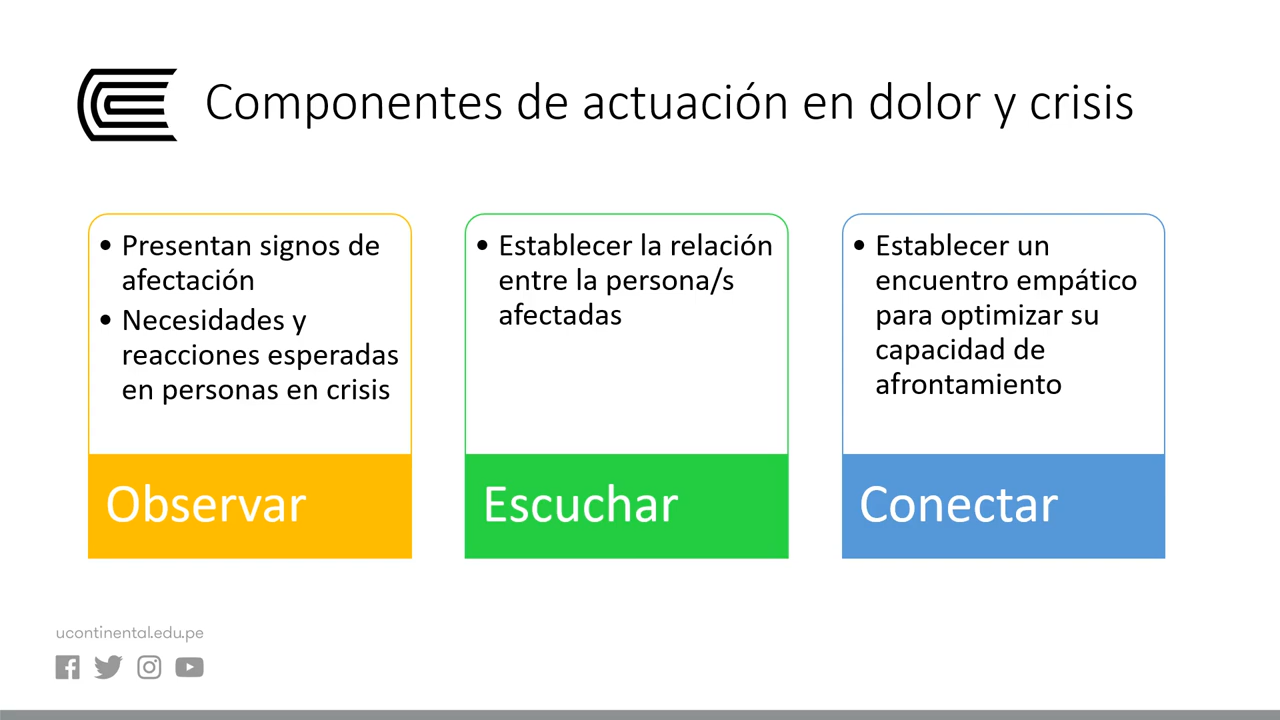 Componentes de actuación en dolor y crisis
• Presentan signos de
afectación
• Necesidades y
reacciones esperadas
en personas en crisis
Observar
• Establecer la relación
entre la persona/s
afectadas
Escuchar
• Establecer un
encuentro empático
para optimizar su
capacidad de
afrontamiento
Conectar
ucontinental.edu.pe